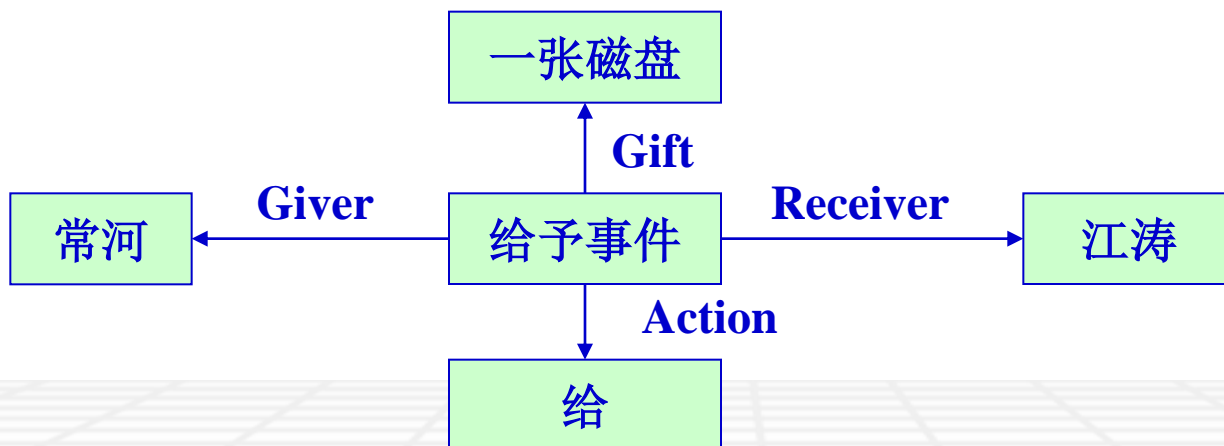 一张磁盘
Gift
常河
Giver
给予事件
Receiver
江涛
Action
给